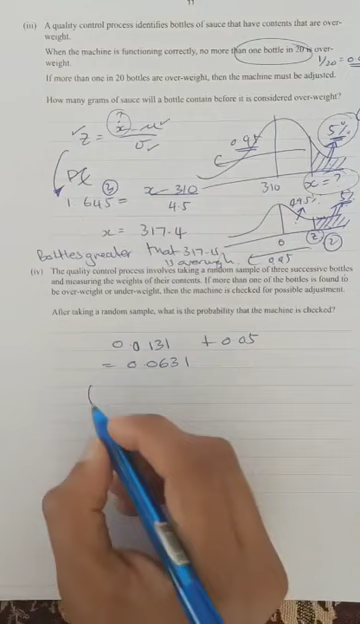 11
(iii) A quality control process identifies bottles of sauce that have contents that are over-
weight.
When the machine is functioning correctly, no more than one bottle in 20 is over-
weight.
1/20 = 0.0
If more than one in 20 bottles are over-weight, then the machine must be adjusted.
How many grams of sauce will a bottle contain before it is considered overweight?
z = x - μ / σ
0.95
5%
310
x = ?
1.645 = x - 310 / 4.5
x = 317.4
0.45%
5%
0
z
0.95
Bottles greater that 317.4
(iv) The quality control process involves taking a random sample of three successive bottles
and measuring the weights of their contents. If more than one of the bottles is found to
be over-weight or under-weight, then the machine is checked for possible adjustment.
After taking a random sample, what is the probability that the machine is checked?
0.0131 + 0.05
= 0.0631
(